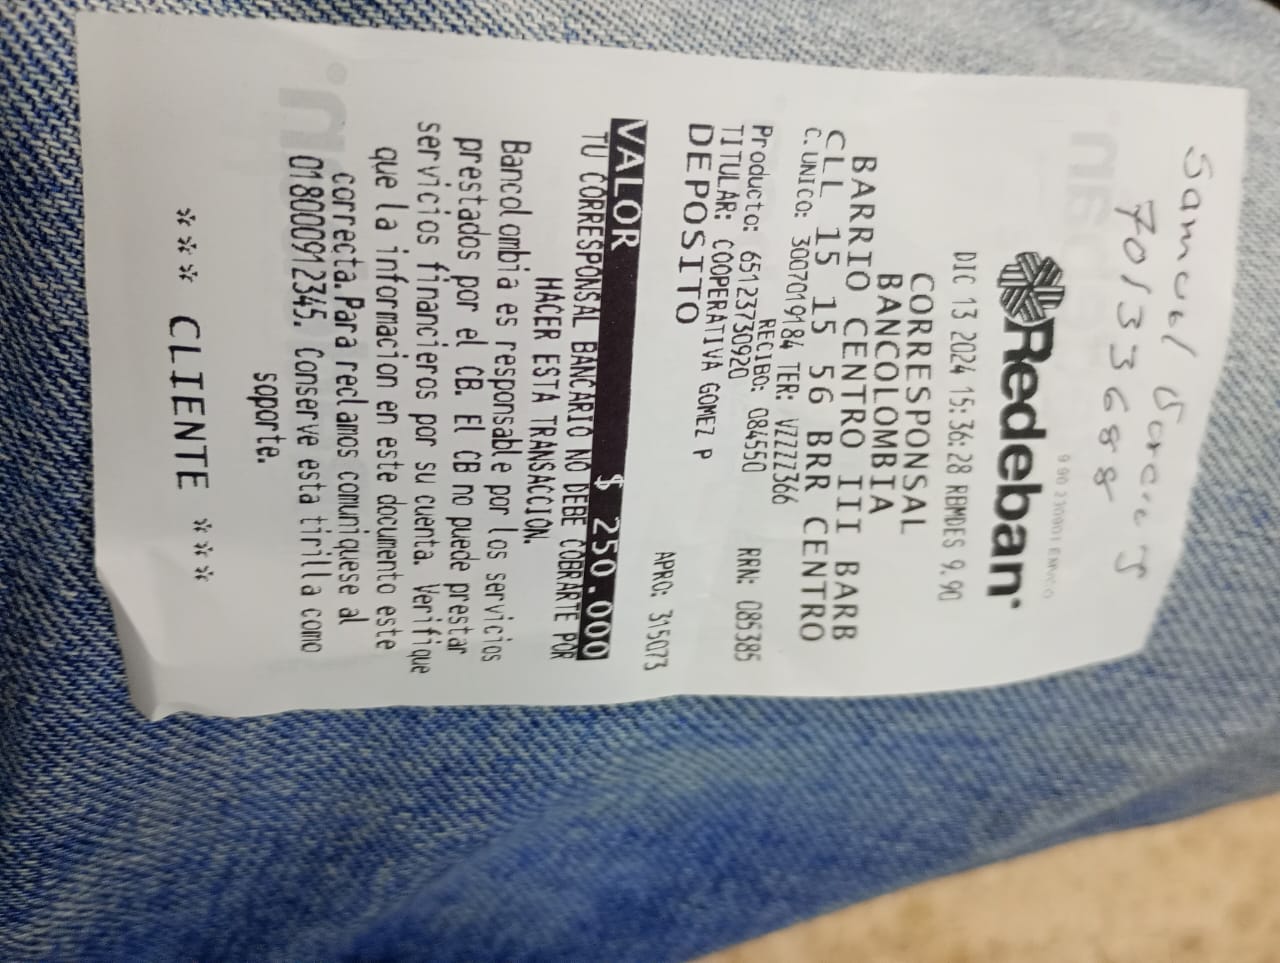 Samuel
70133688
9.90 230901 EMVCO
Redeban
DIC 13 2024 15:36:28 RBMDES 9.90
CORRESPONSAL
BANCOLOMBIA
BARRIO CENTRO III BARB
CLL 15 15 56 BRR CENTRO
C.UNICO: 3007019184 TER: VZZZZ366
RECIBO: 084550 RRN: 085385
Producto: 65123730920
TITULAR: COOPERATIVA GOMEZ P
DEPOSITO
APRO: 315073
VALOR $ 250.000
TU CORRESPONSAL BANCARIO NO DEBE COBRARTE POR
HACER ESTA TRANSACCION.
Bancolombia es responsable por los servicios
prestados por el CB. El CB no puede prestar
servicios financieros por su cuenta. Verifique
que la informacion en este documento este
correcta. Para reclamos comuniquese al
018000912345. Conserve esta tirilla como
soporte.
*** CLIENTE ***